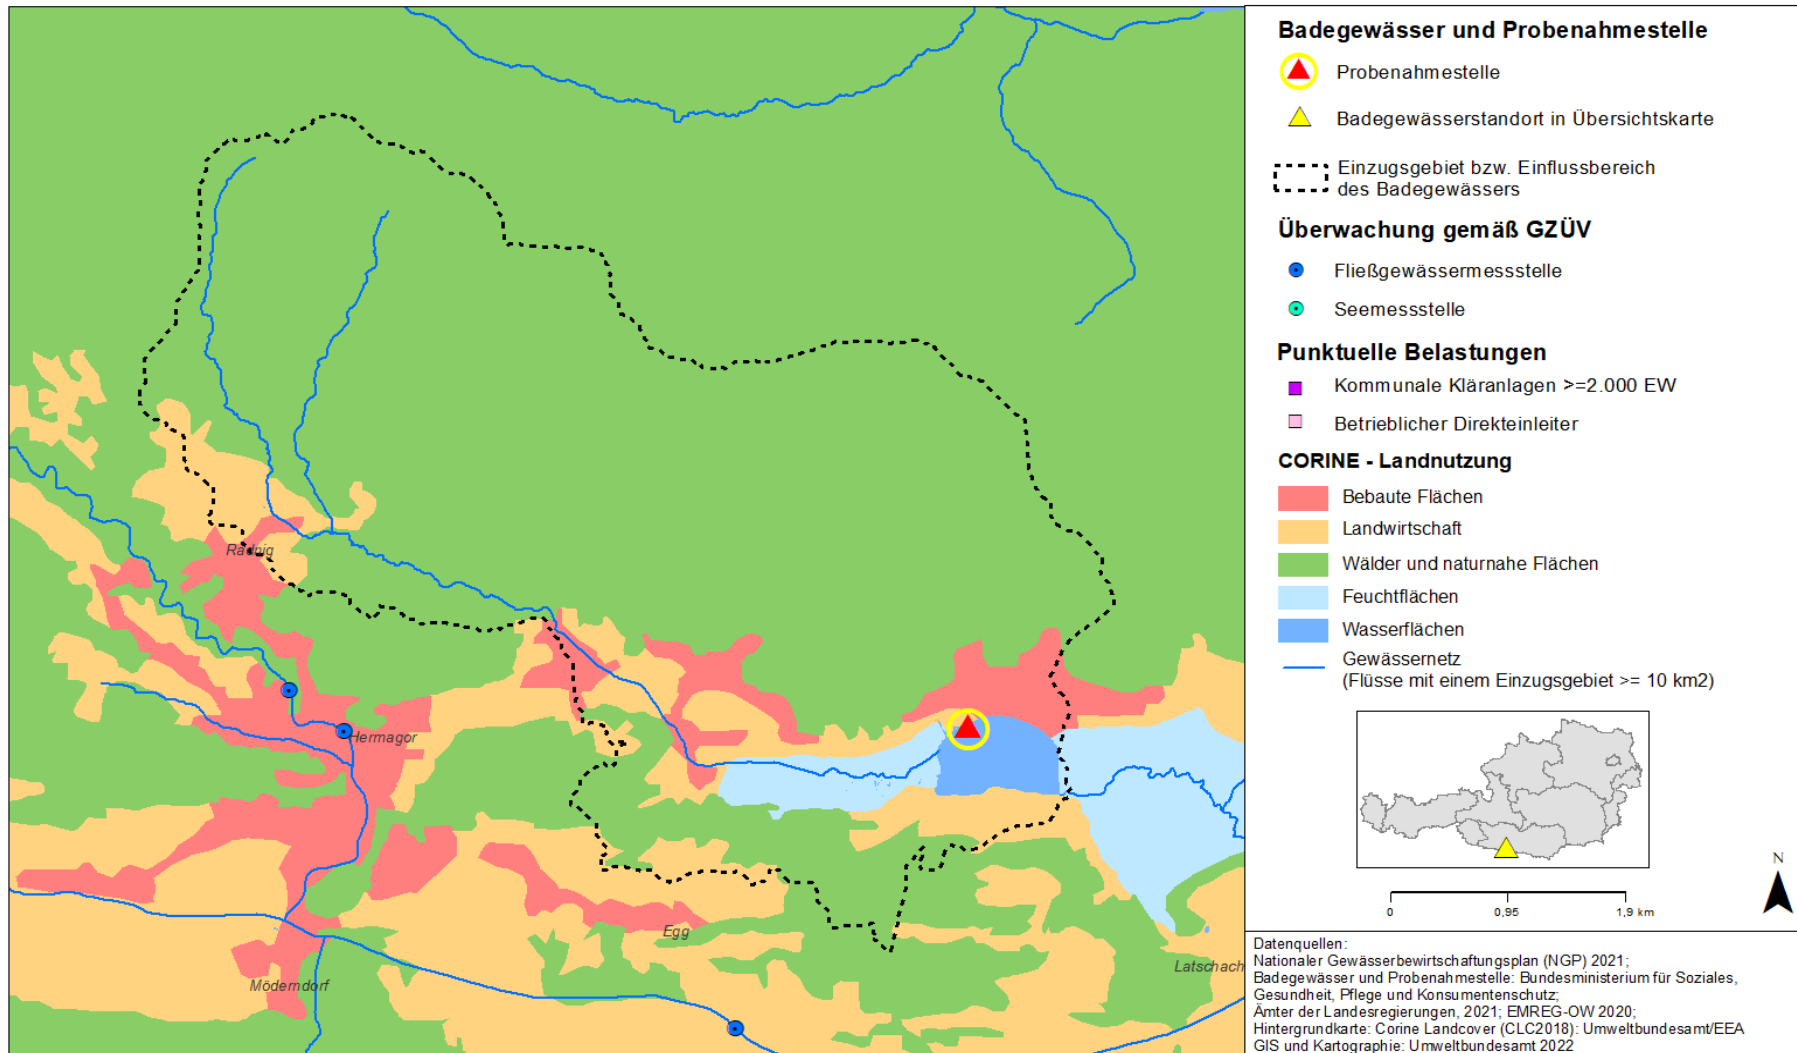 Badegewässer und Probenahmestelle
Probenahmestelle
Badegewässerstandort in Übersichtskarte
Einzugsgebiet bzw. Einflussbereich
des Badegewässers
Überwachung gemäß GZÜV
Fließgewässermessstelle
Seemessstelle
Punktuelle Belastungen
Kommunale Kläranlagen >=2.000 EW
Betrieblicher Direkteinleiter
CORINE - Landnutzung
Bebaute Flächen
Landwirtschaft
Wälder und naturnahe Flächen
Feuchtflächen
Wasserflächen
Gewässernetz
(Flüsse mit einem Einzugsgebiet >= 10 km2)
N
0 0,95 1,9 km
Datenquellen:
Nationaler Gewässerbewirtschaftungsplan (NGP) 2021;
Badegewässer und Probenahmestelle: Bundesministerium für Soziales,
Gesundheit, Pflege und Konsumentenschutz;
Ämter der Landesregierungen, 2021; EMREG-OW 2020;
Hintergrundkarte: Corine Landcover (CLC2018): Umweltbundesamt/EEA
GIS und Kartographie: Umweltbundesamt 2022
Radnig
Hermagor
Egg
Latschach
Möderndorf